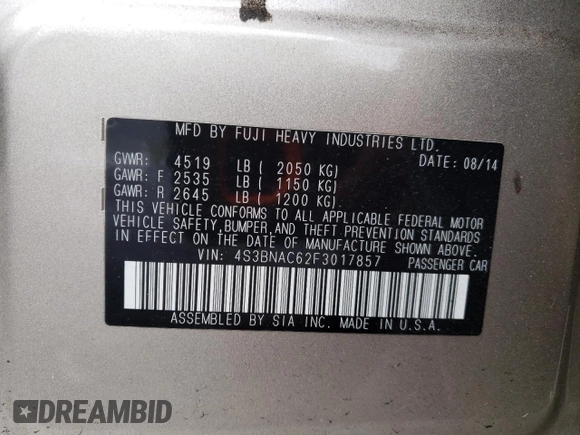 MFD BY FUJI HEAVY INDUSTRIES LTD.
GVWR: 4519 LB ( 2050 KG) DATE: 08/14
GAWR: F 2535 LB ( 1150 KG)
GAWR: R 2645 LB ( 1200 KG)
THIS VEHICLE CONFORMS TO ALL APPLICABLE FEDERAL MOTOR
VEHICLE SAFETY,BUMPER,AND THEFT PREVENTION STANDARDS
IN EFFECT ON THE DATE OF MANUFACTURE SHOWN ABOVE.
VIN: 4S3BNAC62F3017857 PASSENGER CAR
ASSEMBLED BY SIA INC. MADE IN U.S.A.
DREAMBID